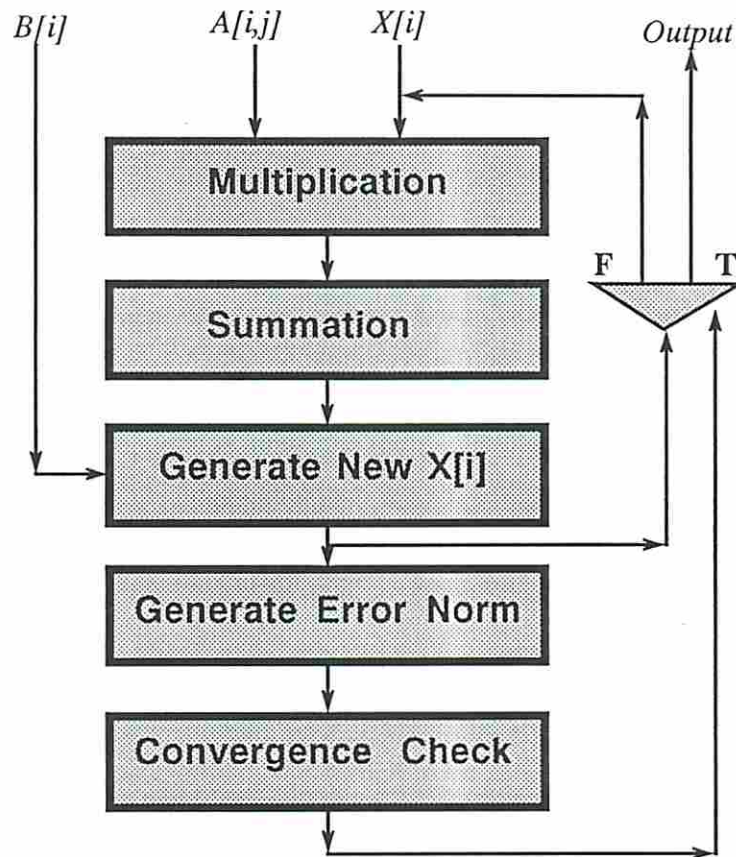 B[i] A[i,j] X[i] Output
Multiplication
F T
Summation
Generate New X[i]
Generate Error Norm
Convergence Check